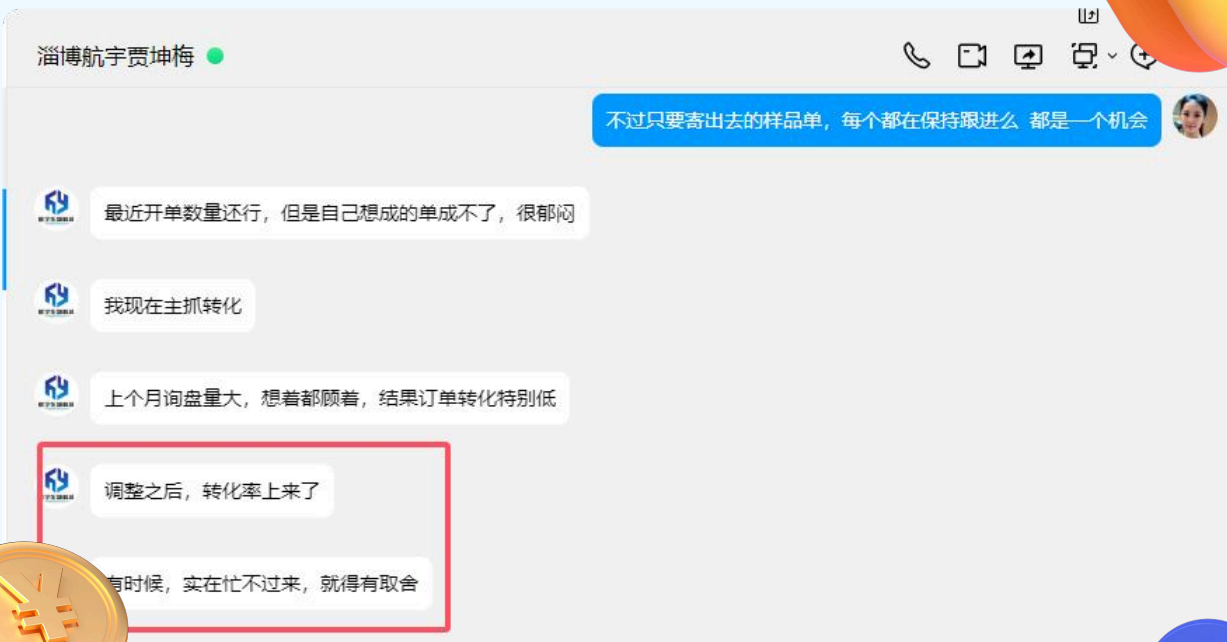 淄博航宇贾坤梅
不过只要寄出去的样品单，每个都在保持跟进么 都是一个机会
最近开单数量还行，但是自己想成的单成不了，很郁闷
我现在主抓转化
上个月询盘量大，想着都顾着，结果订单转化特别低
调整之后，转化率上来了
有时候，实在忙不过来，就得有取舍